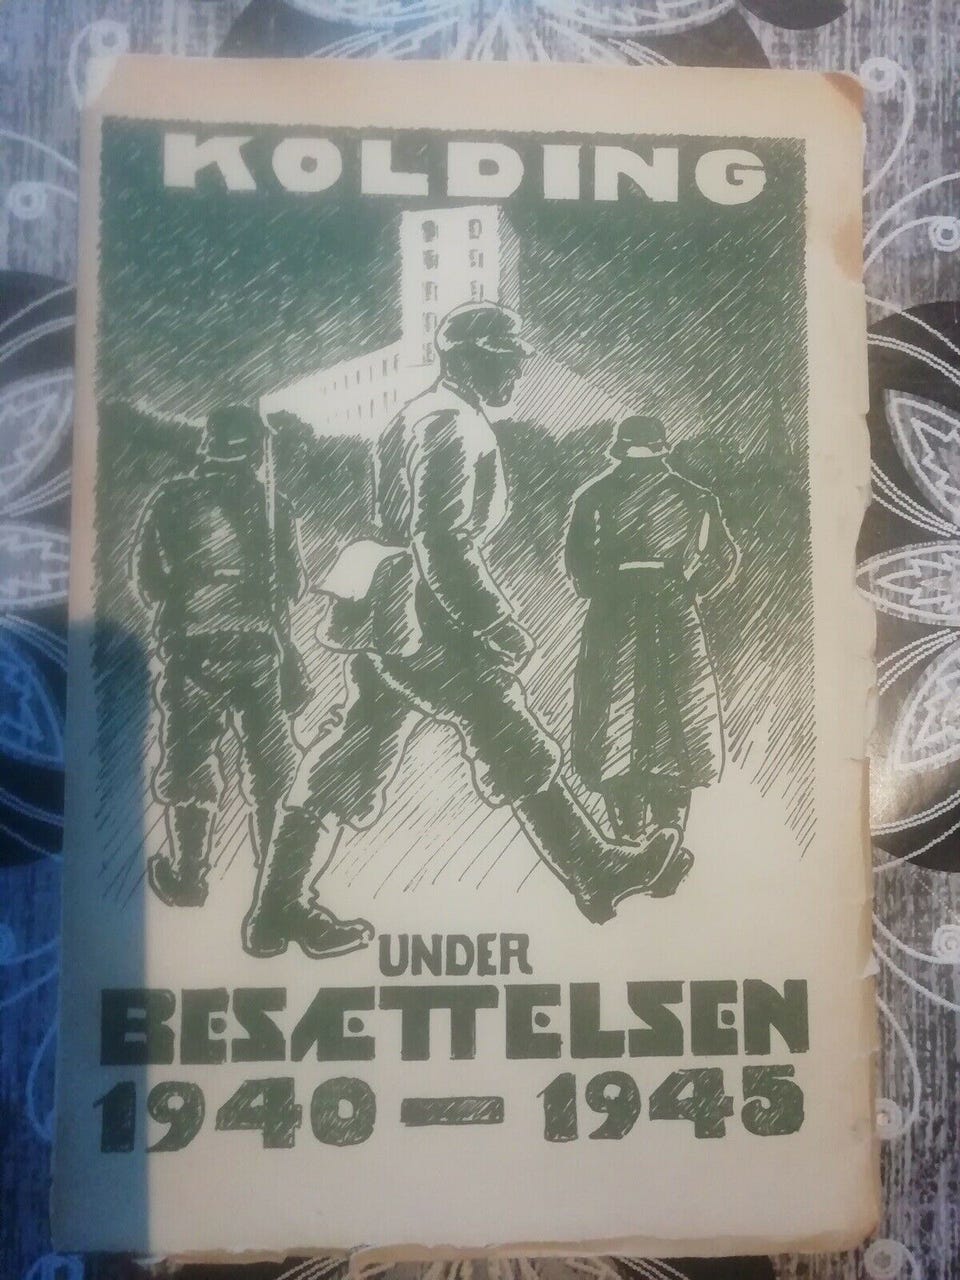 KOLDING
UNDER
BESÆTTELSEN
1940 — 1945